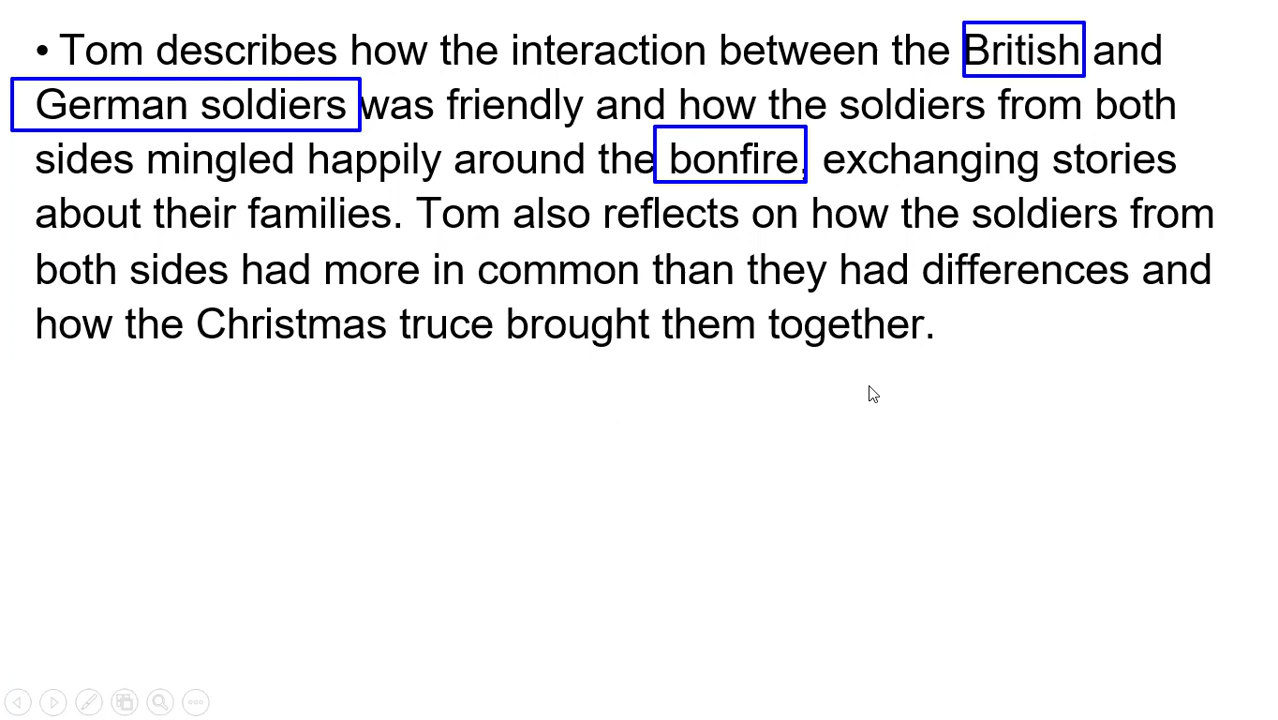 • Tom describes how the interaction between the British and
German soldiers was friendly and how the soldiers from both
sides mingled happily around the bonfire, exchanging stories
about their families. Tom also reflects on how the soldiers from
both sides had more in common than they had differences and
how the Christmas truce brought them together.